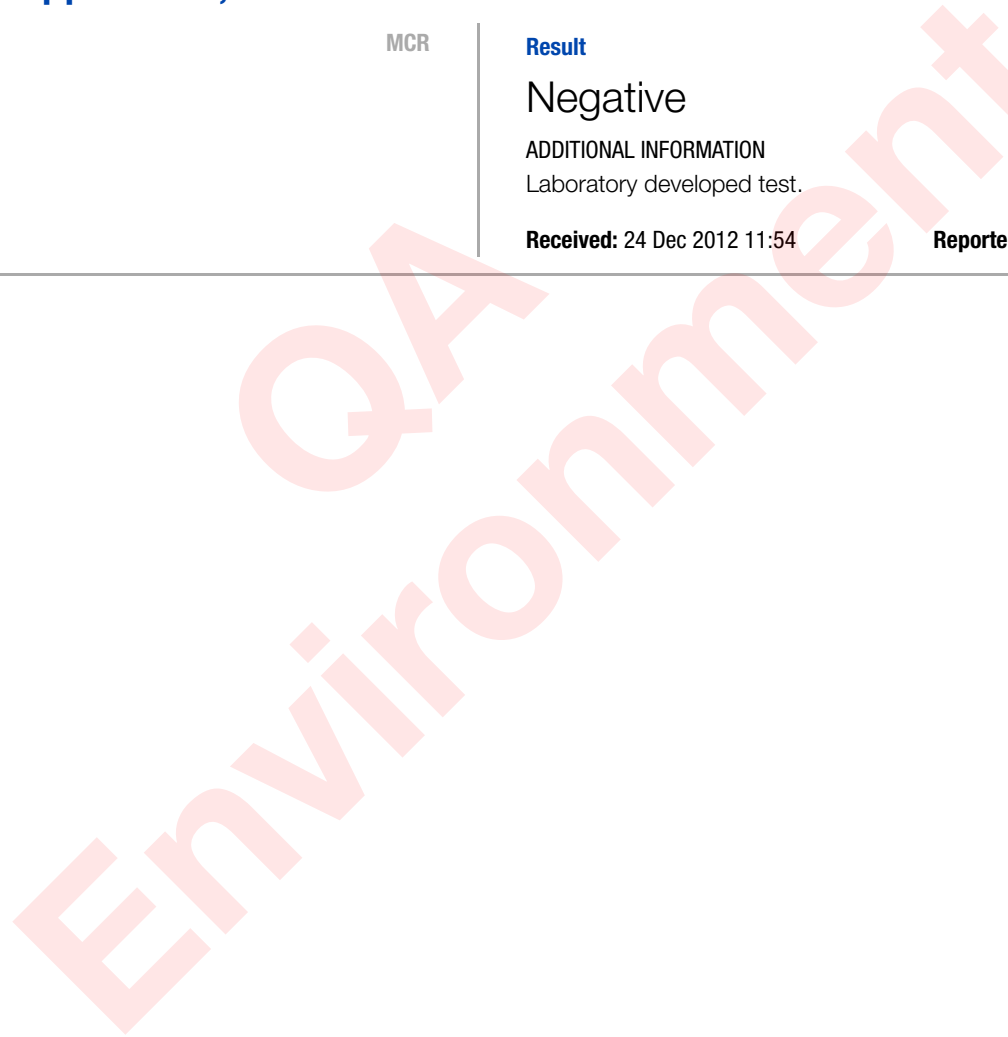 MCR
Result
Negative
ADDITIONAL INFORMATION
Laboratory developed test.
Received: 24 Dec 2012 11:54
QA
Environment